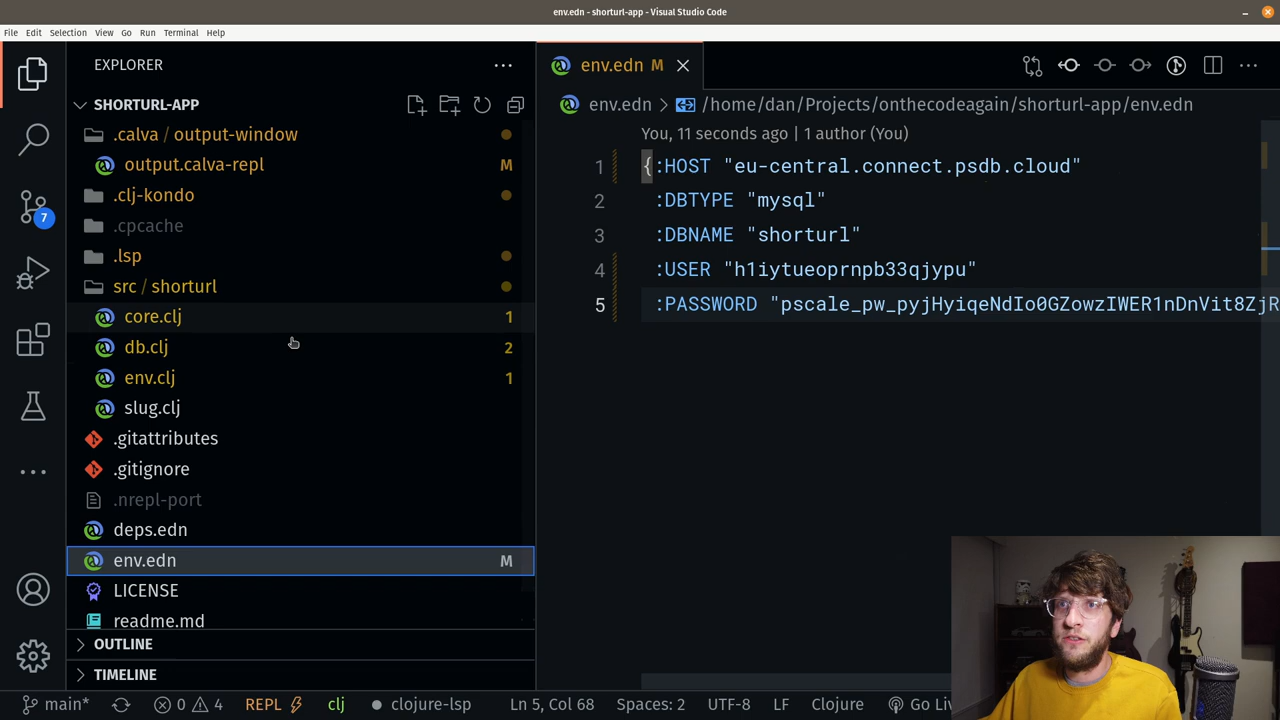 env.edn - shorturl-app - Visual Studio Code
File Edit Selection View Go Run Terminal Help
EXPLORER
SHORTURL-APP
.calva / output-window
output.calva-repl M
.clj-kondo
.cpcache
.lsp
src / shorturl
core.clj 1
db.clj 2
env.clj 1
slug.clj
.gitattributes
.gitignore
.nrepl-port
deps.edn
env.edn M
LICENSE
readme.md
OUTLINE
TIMELINE
7
env.edn M
env.edn > /home/dan/Projects/onthecodeagain/shorturl-app/env.edn
You, 11 seconds ago | 1 author (You)
1 {:HOST "eu-central.connect.psdb.cloud"
2 :DBTYPE "mysql"
3 :DBNAME "shorturl"
4 :USER "h1iytueoprnpb33qjypu"
5 :PASSWORD "pscale_pw_pyjHyiqeNdIo0GZowzIWER1nDnVit8ZjR
main* 0 4 REPL clj clojure-lsp Ln 5, Col 68 Spaces: 2 UTF-8 LF Clojure Go Liv